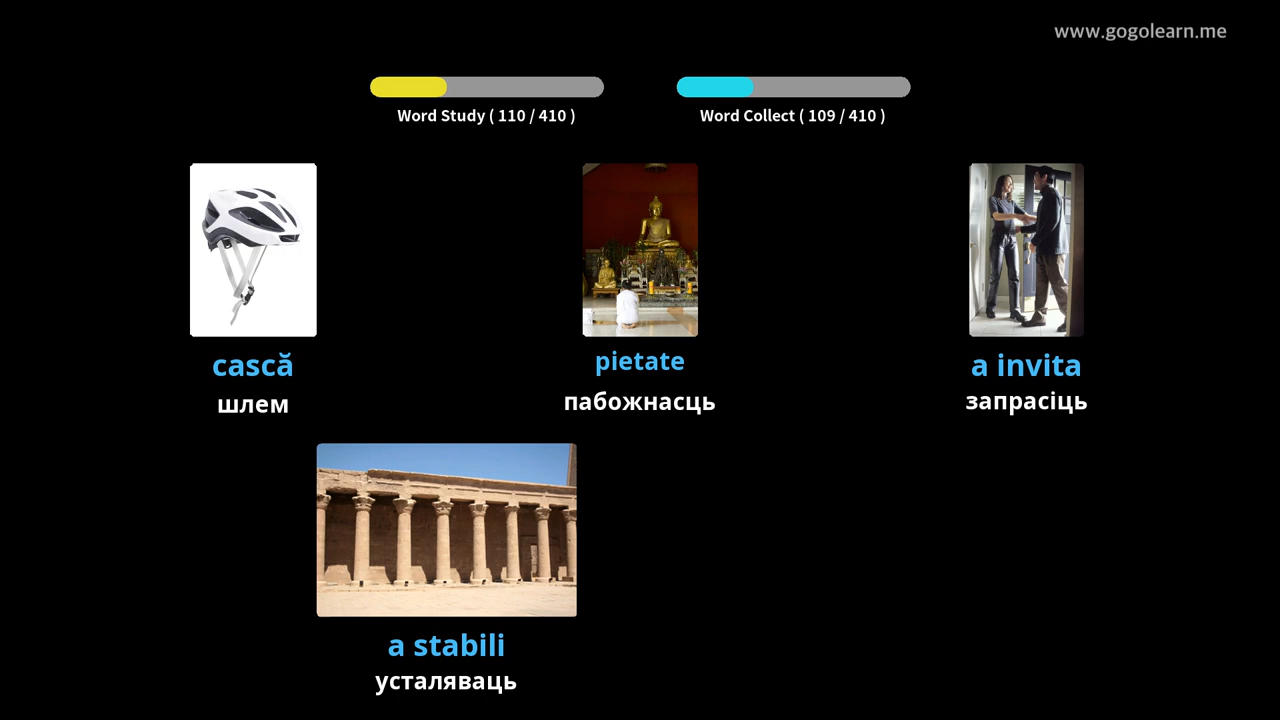 www.gogolearn.me
Word Study ( 110 / 410 )
Word Collect ( 109 / 410 )
cască
шлем
pietate
пабожнасць
a invita
запрасіць
a stabili
усталяваць